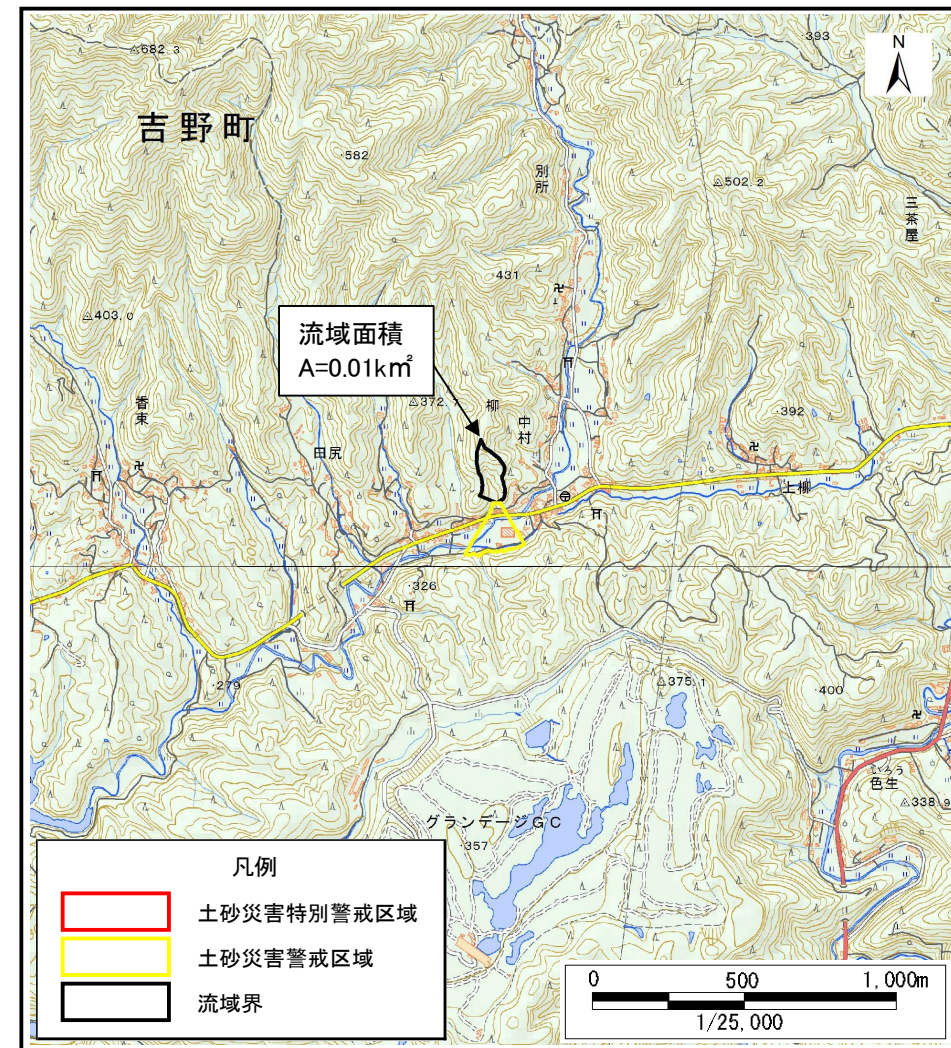 △682.3
・393
N
吉野町
・582
別所
△502.2
三茶屋
・431
△403.0
流域面積
A=0.01k㎡
香東
△372.7
柳
中村
・392
田尻
上柳
・326
・279
△375.1
・400
いろう
色生
△338.9
グランデージGC
・357
凡例
土砂災害特別警戒区域
土砂災害警戒区域
流域界
0 500 1,000m
1/25,000